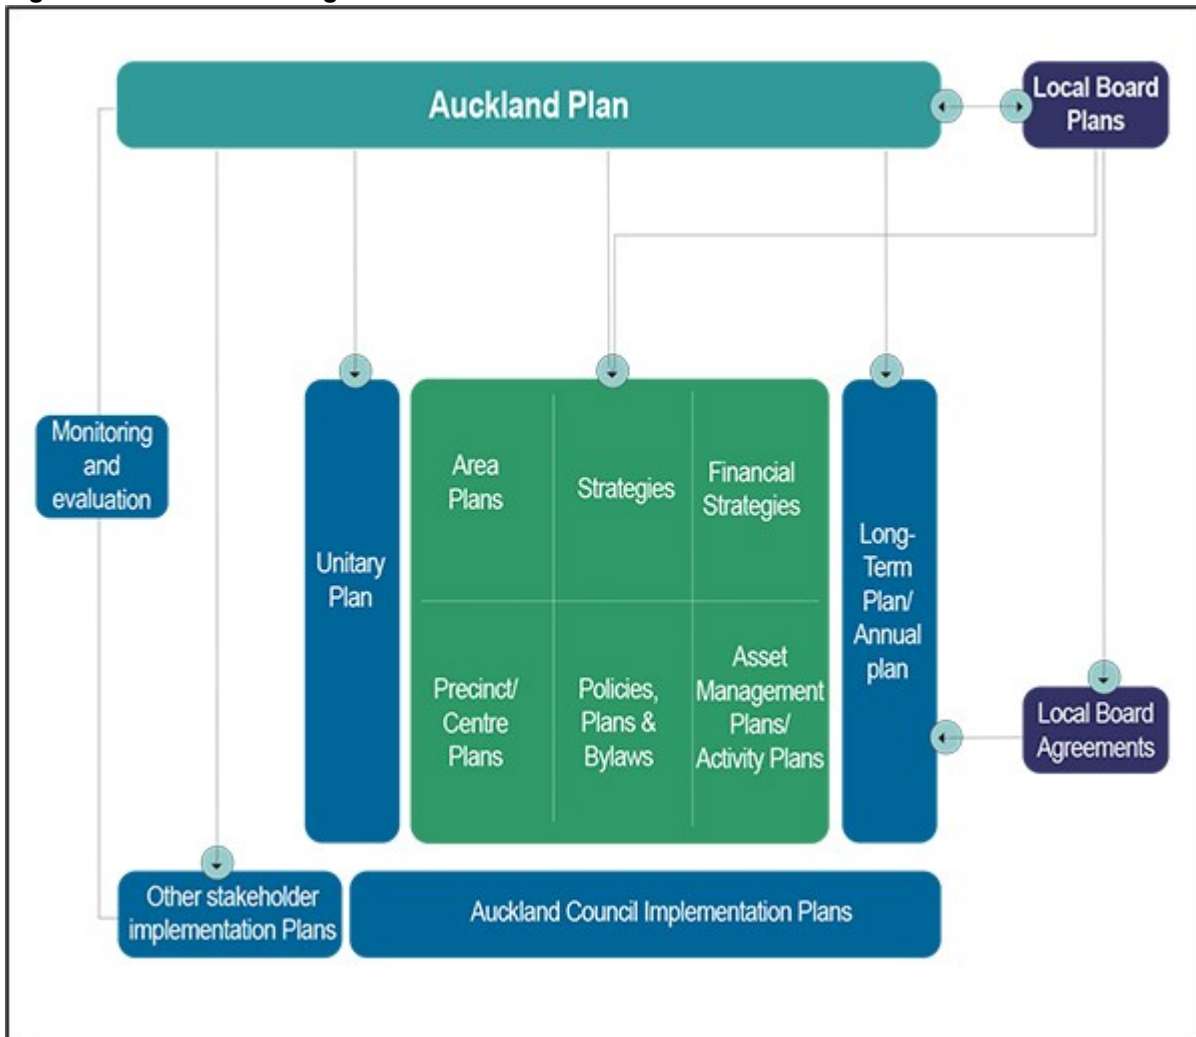 Auckland Plan
Local Board
Plans
Monitoring
and
evaluation
Unitary
Plan
Area
Plans
Strategies
Financial
Strategies
Precinct/
Centre
Plans
Policies,
Plans &
Bylaws
Asset
Management
Plans/
Activity Plans
Long-
Term
Plan/
Annual
plan
Local Board
Agreements
Other stakeholder
implementation Plans
Auckland Council Implementation Plans